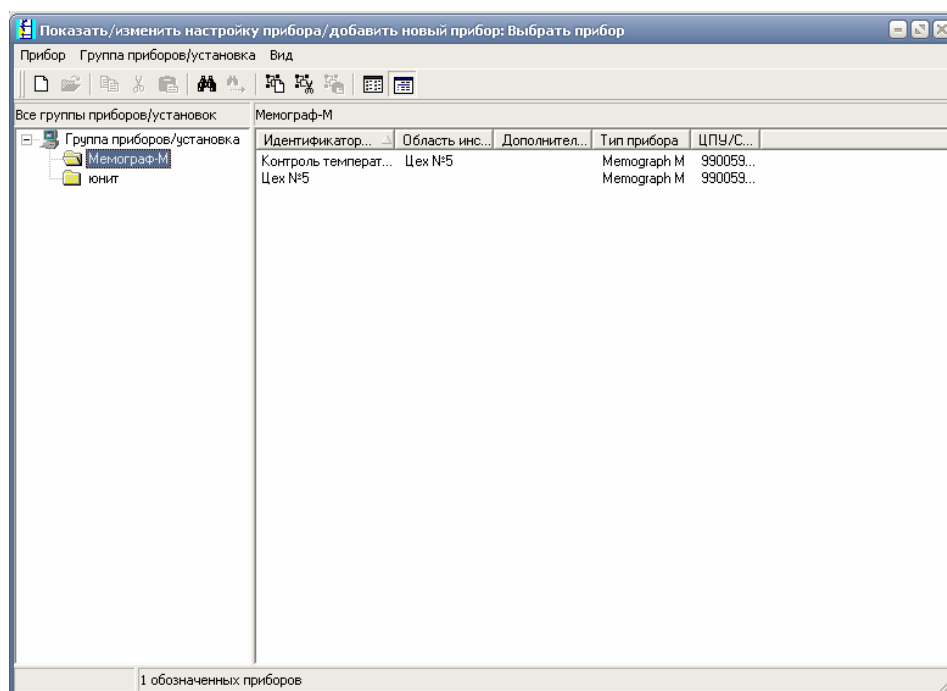 Показать/изменить настройку прибора/добавить новый прибор: Выбрать прибор
Прибор Группа приборов/установка Вид
Все группы приборов/установок Мемограф-М
Группа приборов/установка
Мемограф-М
юнит
Идентификатор... Область инс... Дополнител... Тип прибора ЦПУ/С...
Контроль температ... Цех №5 Memograph M 990059...
Цех №5 Memograph M 990059...
1 обозначенных приборов